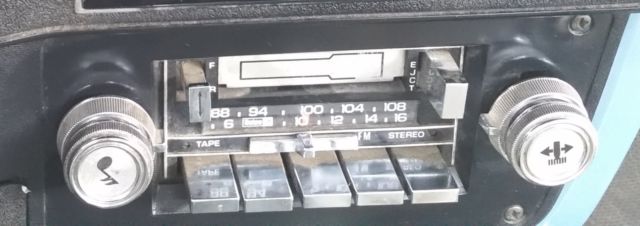 F
R
EJCT
88 94 100 104 108
6 10 12 14 16
TAPE
FM STEREO